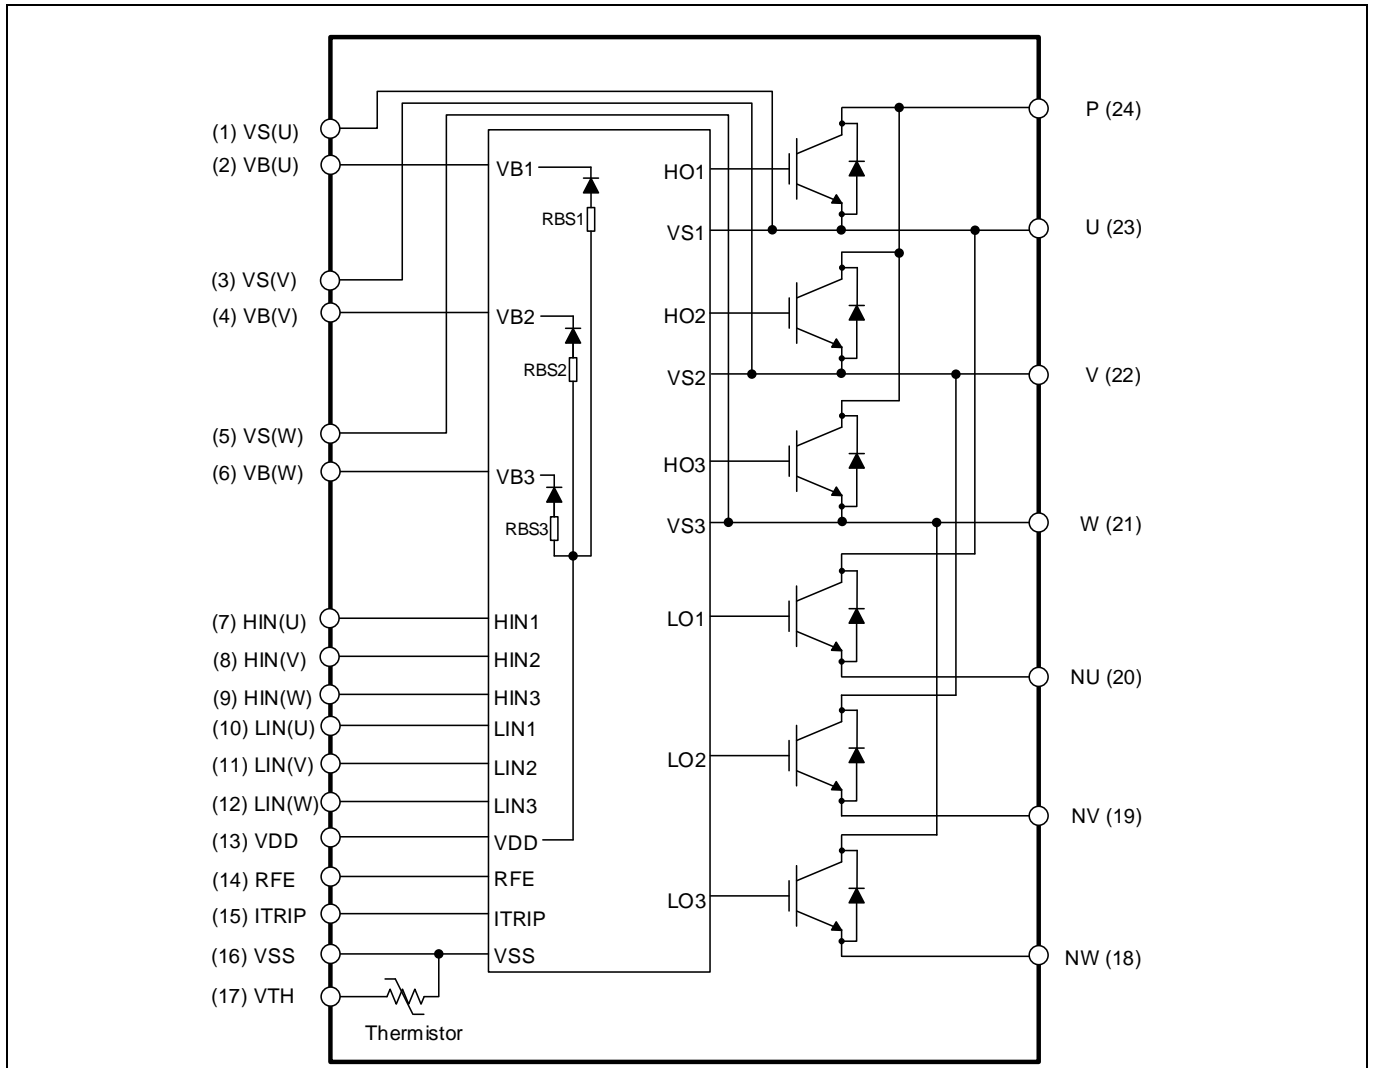 (1) VS(U)
(2) VB(U)
(3) VS(V)
(4) VB(V)
(5) VS(W)
(6) VB(W)
(7) HIN(U)
(8) HIN(V)
(9) HIN(W)
(10) LIN(U)
(11) LIN(V)
(12) LIN(W)
(13) VDD
(14) RFE
(15) ITRIP
(16) VSS
(17) VTH
Thermistor
VB1
RBS1
VB2
RBS2
VB3
RBS3
HIN1
HIN2
HIN3
LIN1
LIN2
LIN3
VDD
RFE
ITRIP
VSS
HO1
VS1
HO2
VS2
HO3
VS3
LO1
LO2
LO3
P (24)
U (23)
V (22)
W (21)
NU (20)
NV (19)
NW (18)